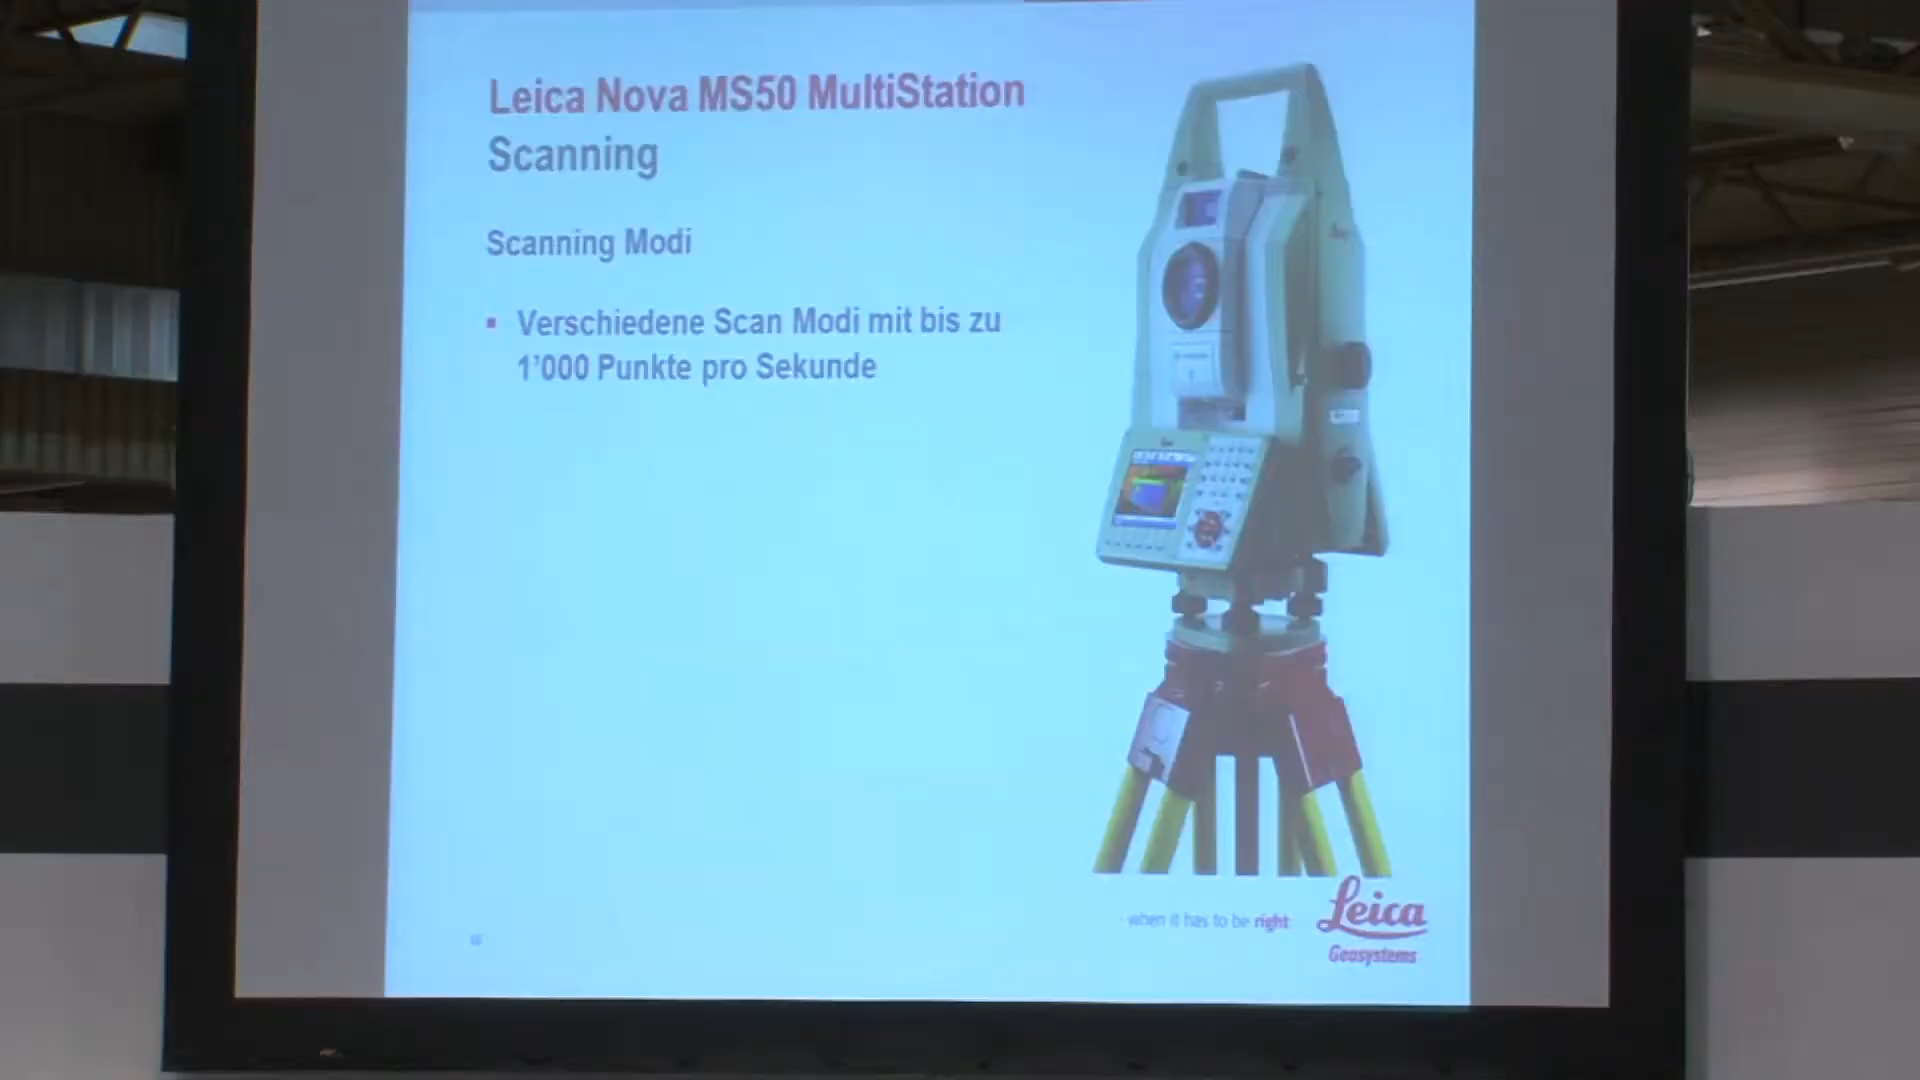 Leica Nova MS50 MultiStation
Scanning
Scanning Modi
▪ Verschiedene Scan Modi mit bis zu
1’000 Punkte pro Sekunde
- when it has to be right
Leica
Geosystems